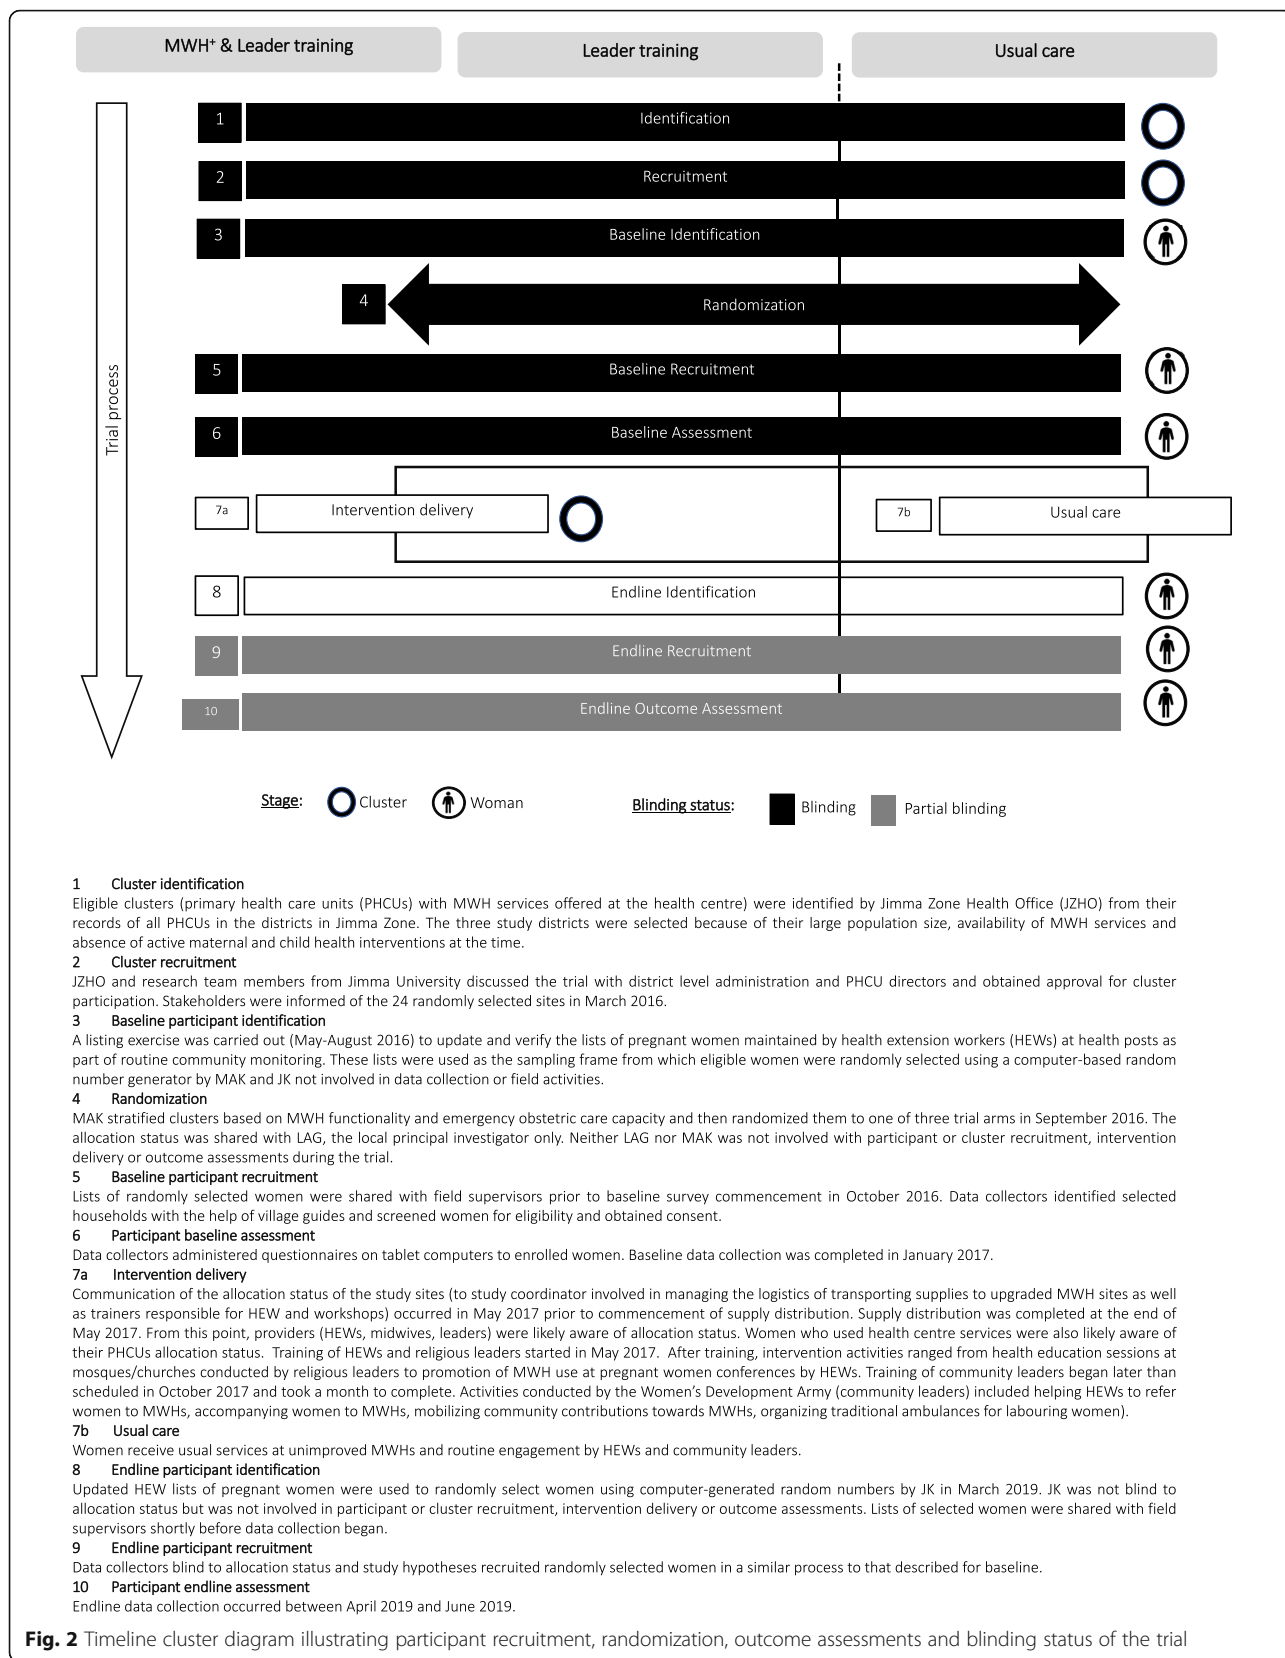 MWH⁺ & Leader training
Leader training
Usual care
1
Identification
2
Recruitment
3
Baseline Identification
4
Randomization
5
Baseline Recruitment
6
Baseline Assessment
7a
Intervention delivery
7b
Usual care
8
Endline Identification
9
Endline Recruitment
10
Endline Outcome Assessment
Trial process
Stage:
Cluster
Woman
Blinding status:
Blinding
Partial blinding
1 Cluster identification
Eligible clusters (primary health care units (PHCUs) with MWH services offered at the health centre) were identified by Jimma Zone Health Office (JZHO) from their
records of all PHCUs in the districts in Jimma Zone. The three study districts were selected because of their large population size, availability of MWH services and
absence of active maternal and child health interventions at the time.
2 Cluster recruitment
JZHO and research team members from Jimma University discussed the trial with district level administration and PHCU directors and obtained approval for cluster
participation. Stakeholders were informed of the 24 randomly selected sites in March 2016.
3 Baseline participant identification
A listing exercise was carried out (May-August 2016) to update and verify the lists of pregnant women maintained by health extension workers (HEWs) at health posts as
part of routine community monitoring. These lists were used as the sampling frame from which eligible women were randomly selected using a computer-based random
number generator by MAK and JK not involved in data collection or field activities.
4 Randomization
MAK stratified clusters based on MWH functionality and emergency obstetric care capacity and then randomized them to one of three trial arms in September 2016. The
allocation status was shared with LAG, the local principal investigator only. Neither LAG nor MAK was not involved with participant or cluster recruitment, intervention
delivery or outcome assessments during the trial.
5 Baseline participant recruitment
Lists of randomly selected women were shared with field supervisors prior to baseline survey commencement in October 2016. Data collectors identified selected
households with the help of village guides and screened women for eligibility and obtained consent.
6 Participant baseline assessment
Data collectors administered questionnaires on tablet computers to enrolled women. Baseline data collection was completed in January 2017.
7a Intervention delivery
Communication of the allocation status of the study sites (to study coordinator involved in managing the logistics of transporting supplies to upgraded MWH sites as well
as trainers responsible for HEW and workshops) occurred in May 2017 prior to commencement of supply distribution. Supply distribution was completed at the end of
May 2017. From this point, providers (HEWs, midwives, leaders) were likely aware of allocation status. Women who used health centre services were also likely aware of
their PHCUs allocation status. Training of HEWs and religious leaders started in May 2017. After training, intervention activities ranged from health education sessions at
mosques/churches conducted by religious leaders to promotion of MWH use at pregnant women conferences by HEWs. Training of community leaders began later than
scheduled in October 2017 and took a month to complete. Activities conducted by the Women’s Development Army (community leaders) included helping HEWs to refer
women to MWHs, accompanying women to MWHs, mobilizing community contributions towards MWHs, organizing traditional ambulances for labouring women).
7b Usual care
Women receive usual services at unimproved MWHs and routine engagement by HEWs and community leaders.
8 Endline participant identification
Updated HEW lists of pregnant women were used to randomly select women using computer-generated random numbers by JK in March 2019. JK was not blind to
allocation status but was not involved in participant or cluster recruitment, intervention delivery or outcome assessments. Lists of selected women were shared with field
supervisors shortly before data collection began.
9 Endline participant recruitment
Data collectors blind to allocation status and study hypotheses recruited randomly selected women in a similar process to that described for baseline.
10 Participant endline assessment
Endline data collection occurred between April 2019 and June 2019.
Fig. 2 Timeline cluster diagram illustrating participant recruitment, randomization, outcome assessments and blinding status of the trial